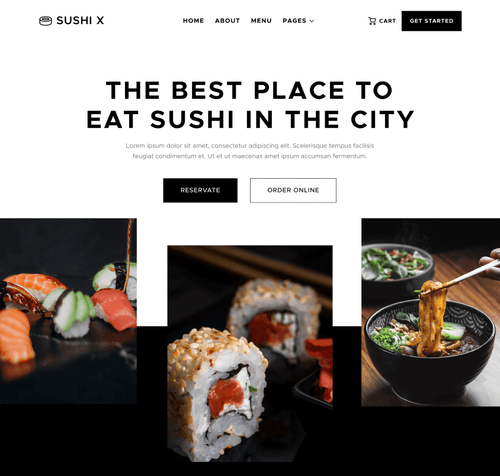 SUSHI X
HOME ABOUT MENU PAGES
CART GET STARTED
THE BEST PLACE TO
EAT SUSHI IN THE CITY
Lorem ipsum dolor sit amet, consectetur adipiscing elit. Scelerisque tempus facilisis
feugiat condimentum et. Ut et ut maecenas amet ipsum accumsan fermentum.
RESERVATE ORDER ONLINE